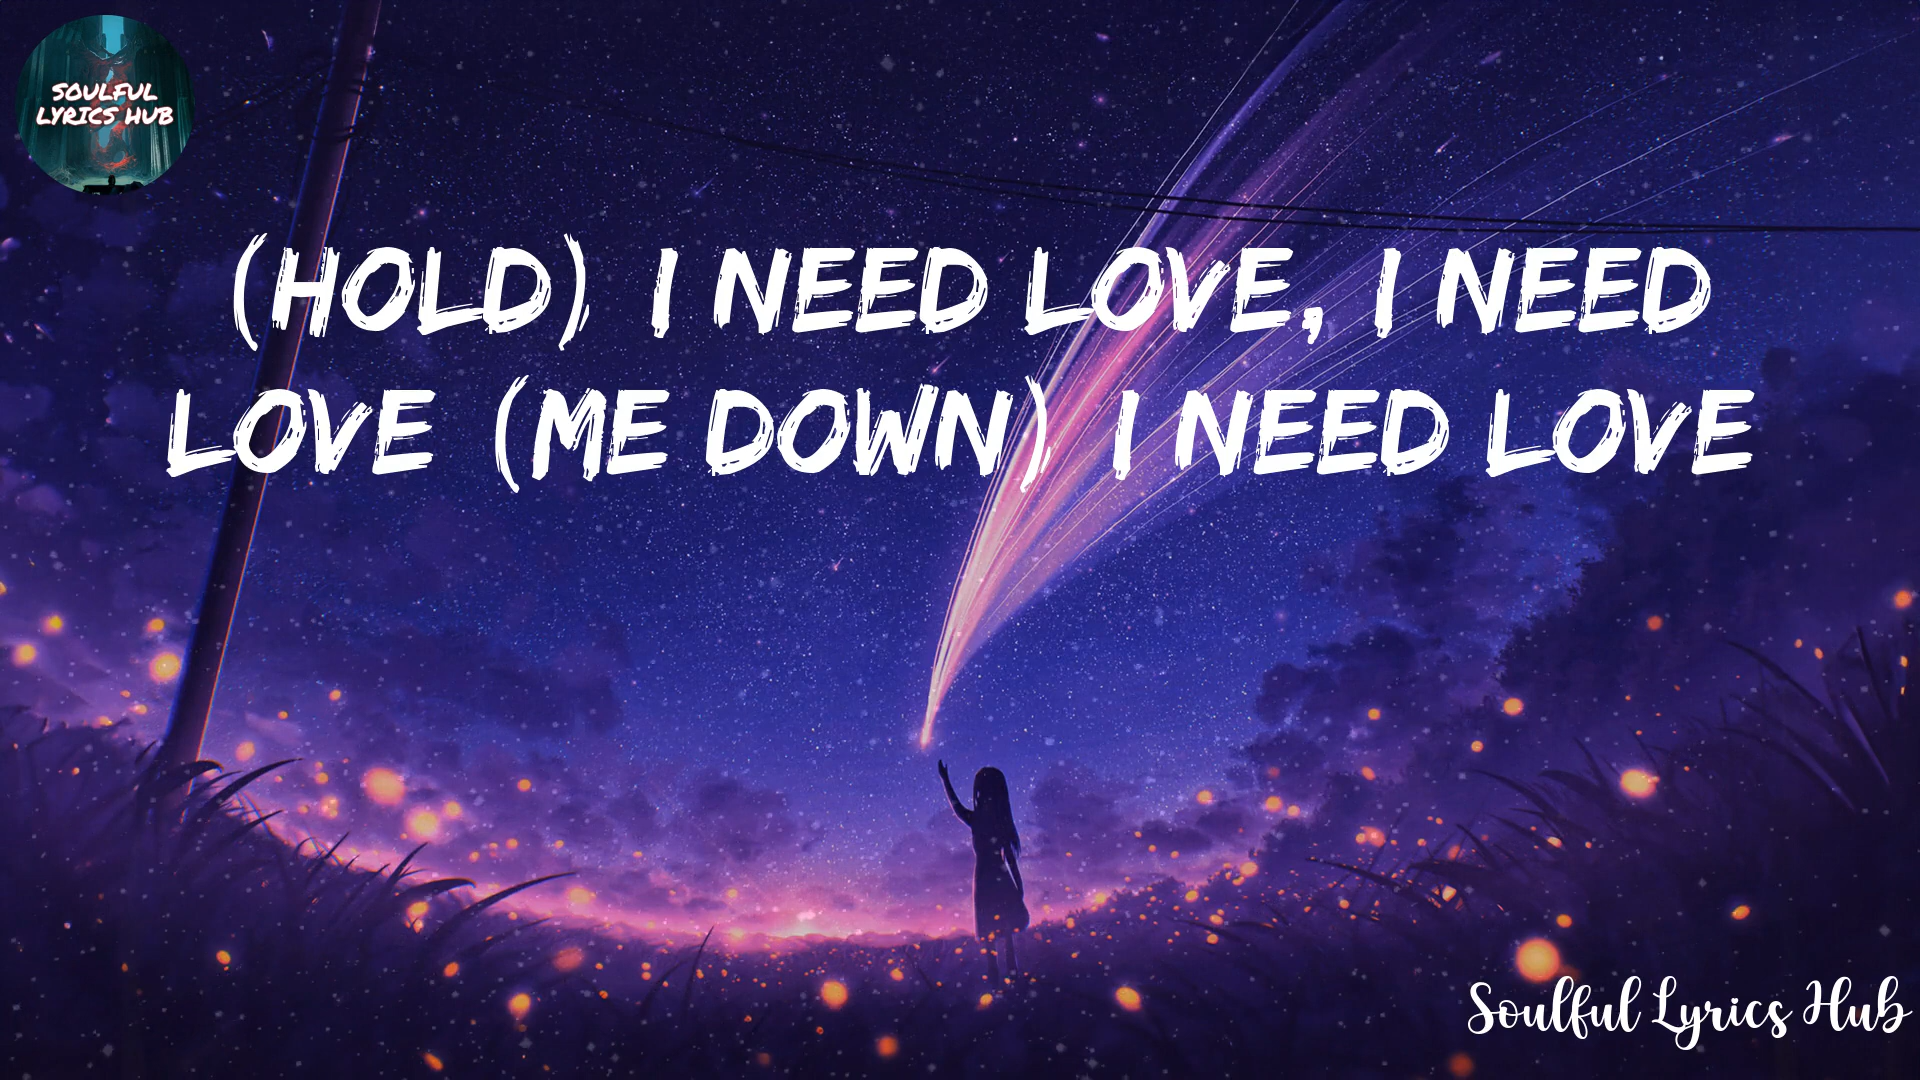 SOULFUL
LYRICS HUB
(HOLD) I NEED LOVE, I NEED
LOVE (ME DOWN) I NEED LOVE
Soulful Lyrics Hub